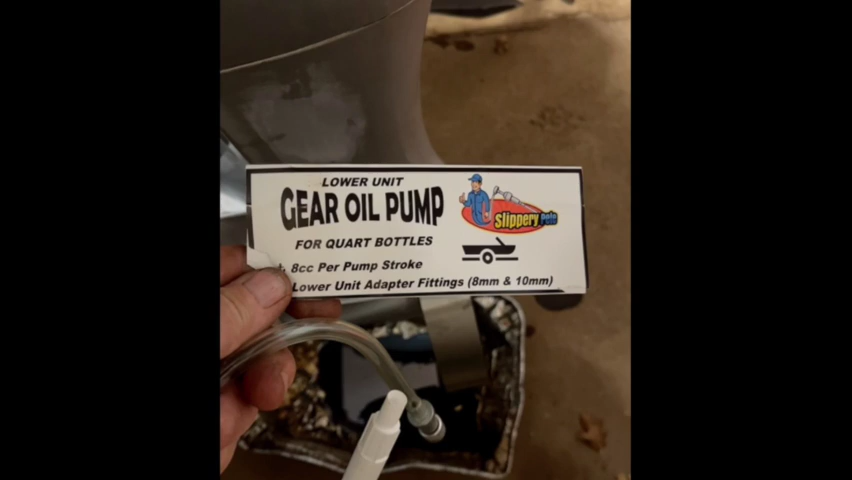 LOWER UNIT
GEAR OIL PUMP
Slippery Pete
FOR QUART BOTTLES
8cc Per Pump Stroke
Lower Unit Adapter Fittings (8mm & 10mm)